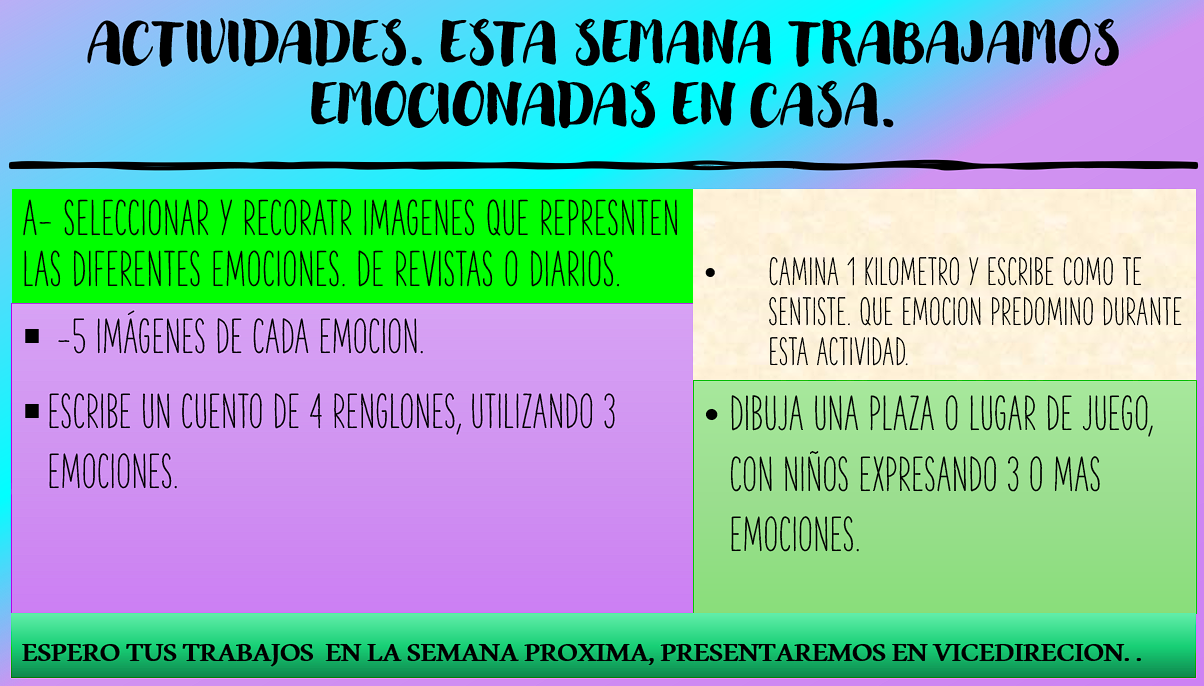 ACTIVIDADES. ESTA SEMANA TRABAJAMOS
EMOCIONADAS EN CASA.
A- SELECCIONAR Y RECORATR IMAGENES QUE REPRESNTEN
LAS DIFERENTES EMOCIONES. DE REVISTAS O DIARIOS.
■ -5 IMÁGENES DE CADA EMOCION.
■ ESCRIBE UN CUENTO DE 4 RENGLONES, UTILIZANDO 3
EMOCIONES.
• CAMINA 1 KILOMETRO Y ESCRIBE COMO TE
SENTISTE. QUE EMOCION PREDOMINO DURANTE
ESTA ACTIVIDAD.
• DIBUJA UNA PLAZA O LUGAR DE JUEGO,
CON NIÑOS EXPRESANDO 3 O MAS
EMOCIONES.
ESPERO TUS TRABAJOS EN LA SEMANA PROXIMA, PRESENTAREMOS EN VICEDIRECION. .